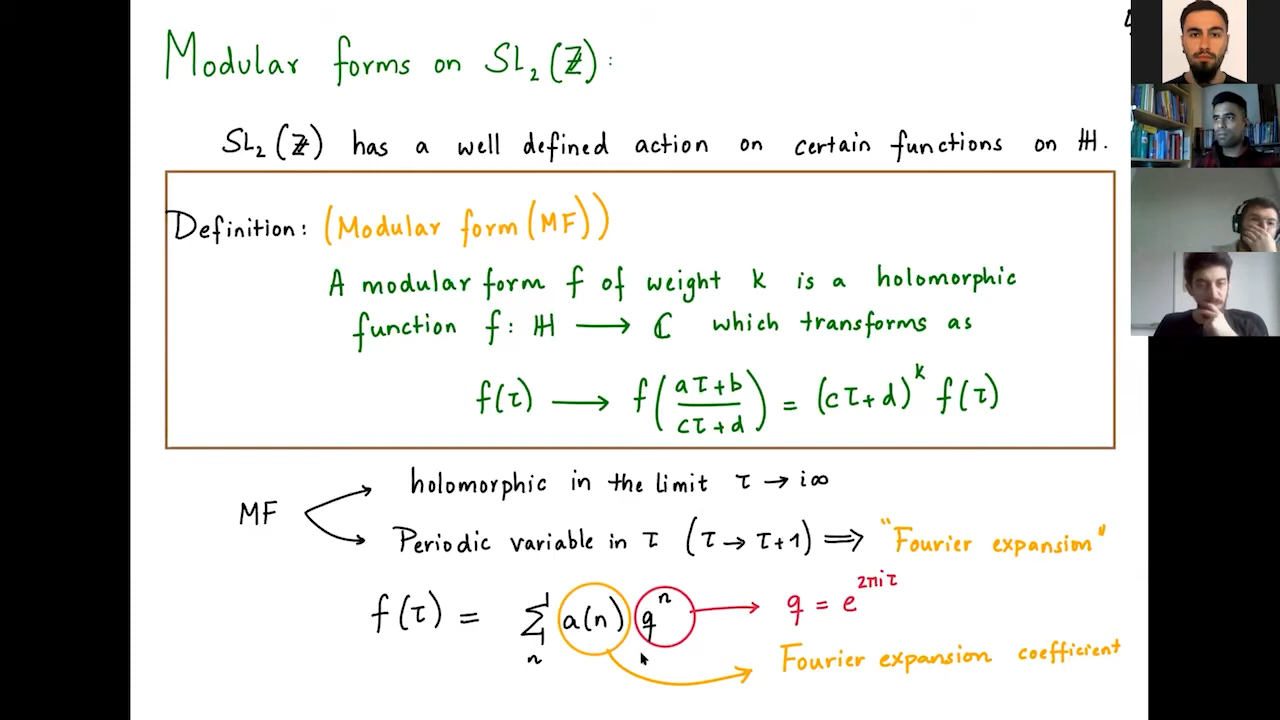 Modular forms on SL₂(ℤ):
SL₂(ℤ) has a well defined action on certain functions on ℍ.
Definition: (Modular form (MF))
A modular form f of weight k is a holomorphic
function f: ℍ ⟶ ℂ which transforms as
f(τ) ⟶ f((aτ+b)/(cτ+d)) = (cτ+d)^k f(τ)
holomorphic in the limit τ → i∞
MF
Periodic variable in τ (τ → τ+1) ⟹ "Fourier expansion"
f(τ) = Σ_n a(n) q^n → q = e^{2πiτ}
Fourier expansion coefficient